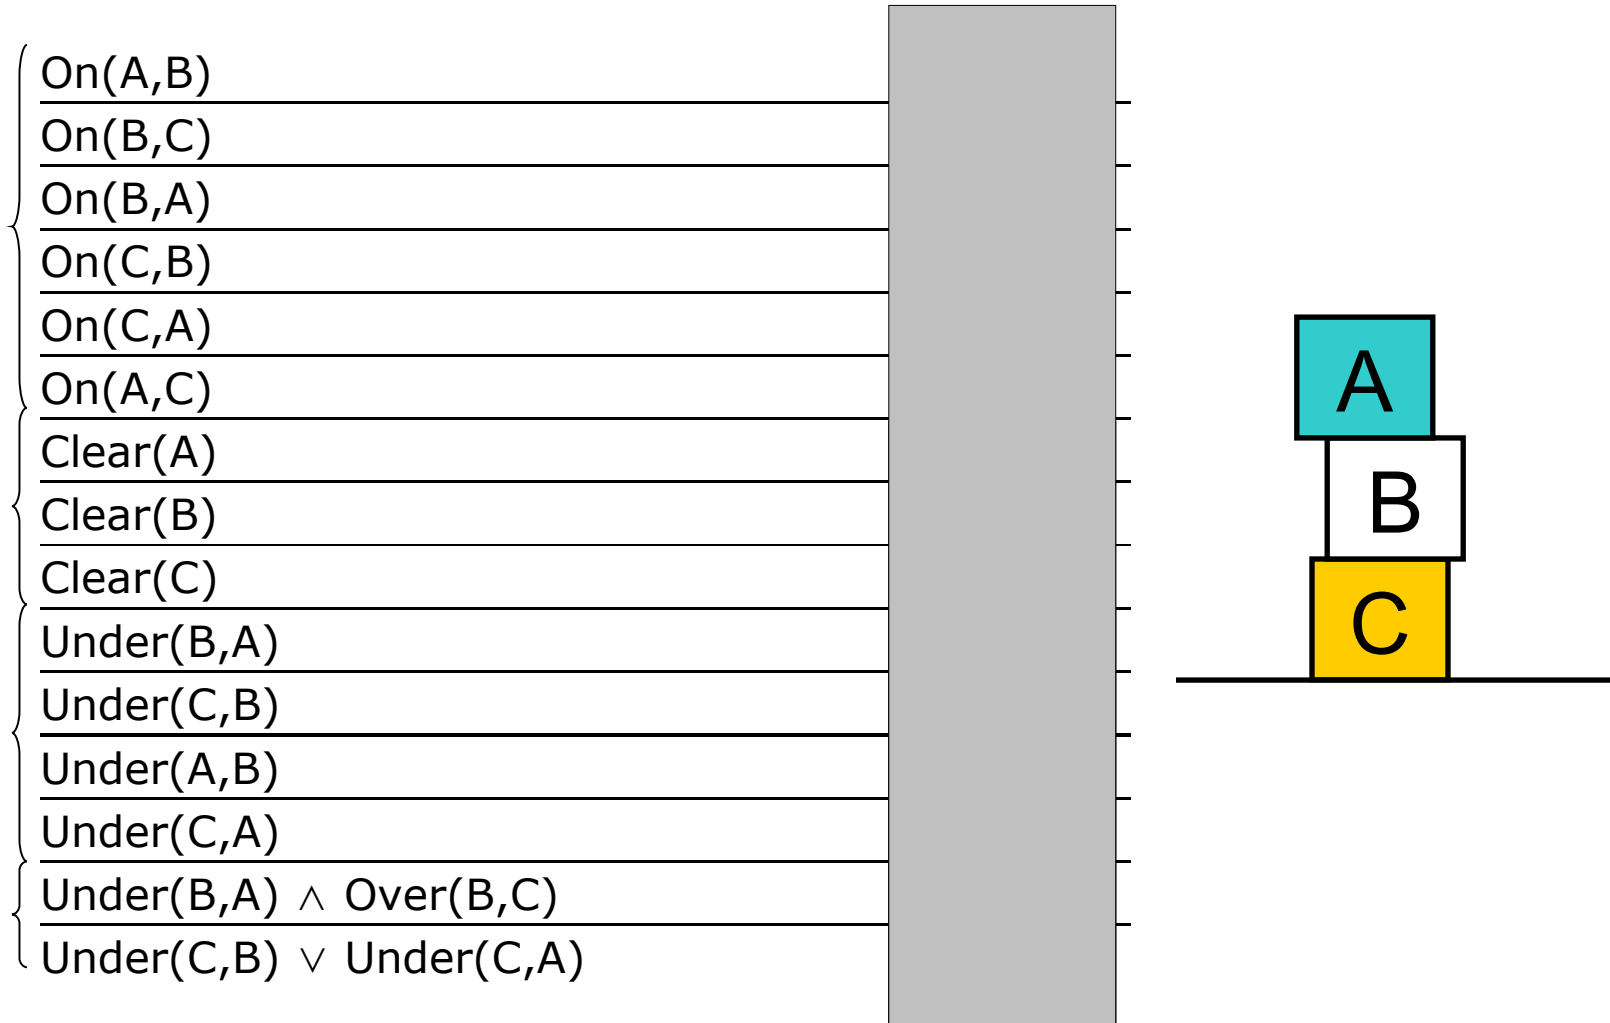 On(A,B)
On(B,C)
On(B,A)
On(C,B)
On(C,A)
On(A,C)
Clear(A)
Clear(B)
Clear(C)
Under(B,A)
Under(C,B)
Under(A,B)
Under(C,A)
Under(B,A) ∧ Over(B,C)
Under(C,B) ∨ Under(C,A)
A
B
C